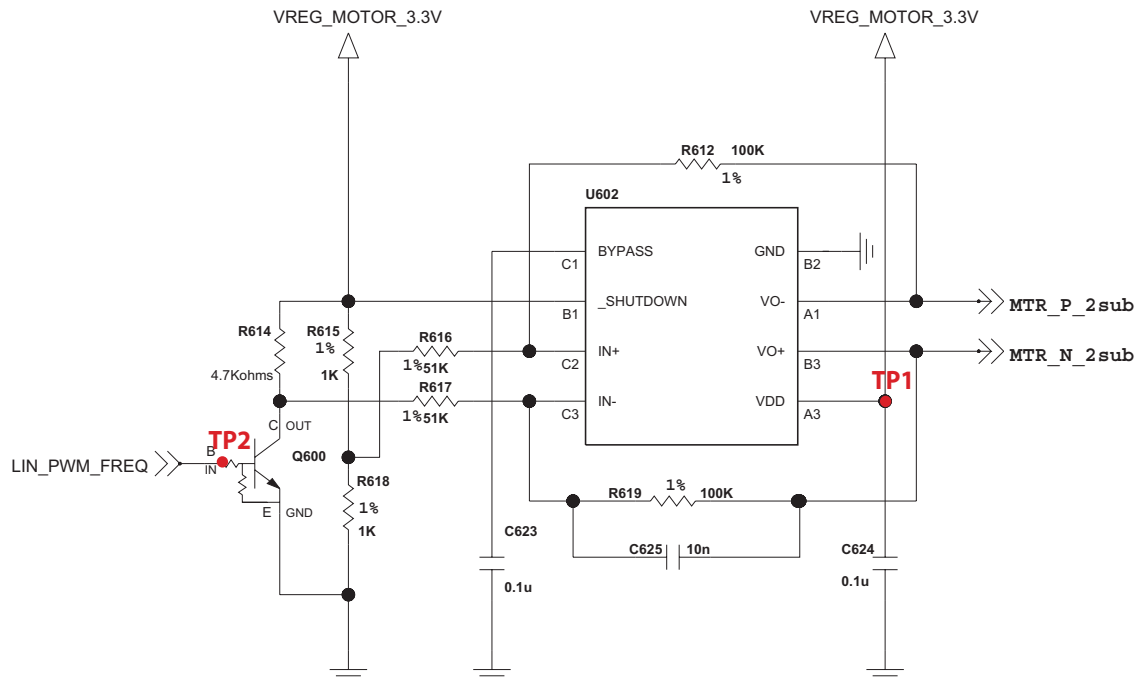 VREG_MOTOR_3.3V
VREG_MOTOR_3.3V
R612 100K
1%
U602
BYPASS
GND
C1
B2
_SHUTDOWN
VO-
B1
A1
MTR_P_2sub
R614
R615
1%
1K
4.7Kohms
R616
1% 51K
IN+
VO+
C2
B3
MTR_N_2sub
R617
1% 51K
IN-
VDD
C3
A3
TP1
C OUT
TP2
B
IN
Q600
LIN_PWM_FREQ
E GND
R618
1%
1K
R619 1% 100K
C625 10n
C623
0.1u
C624
0.1u